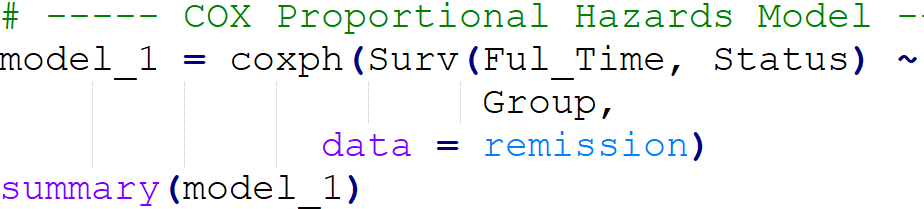 # ----- COX Proportional Hazards Model --
model_1 = coxph(Surv(Ful_Time, Status) ~
Group,
data = remission)
summary(model_1)